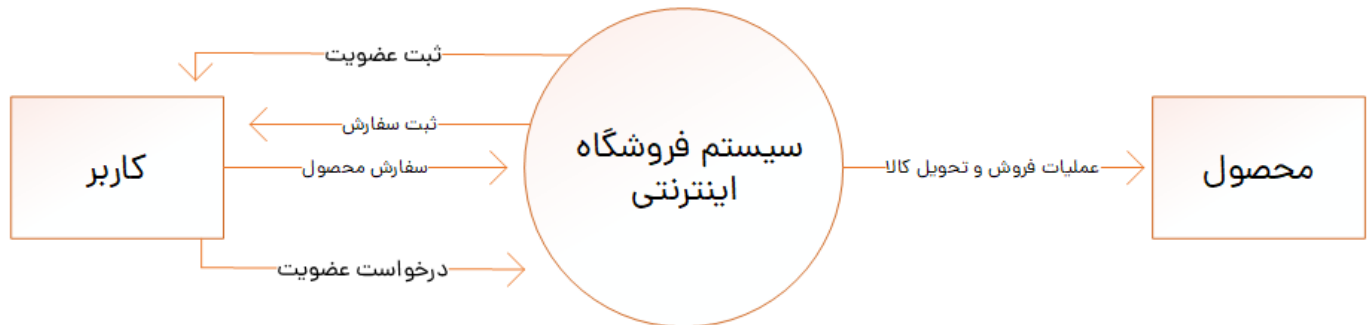 ثبت عضویت
ثبت سفارش
سفارش محصول
درخواست عضویت
کاربر
سیستم فروشگاه
اینترنتی
عملیات فروش و تحویل کالا
محصول